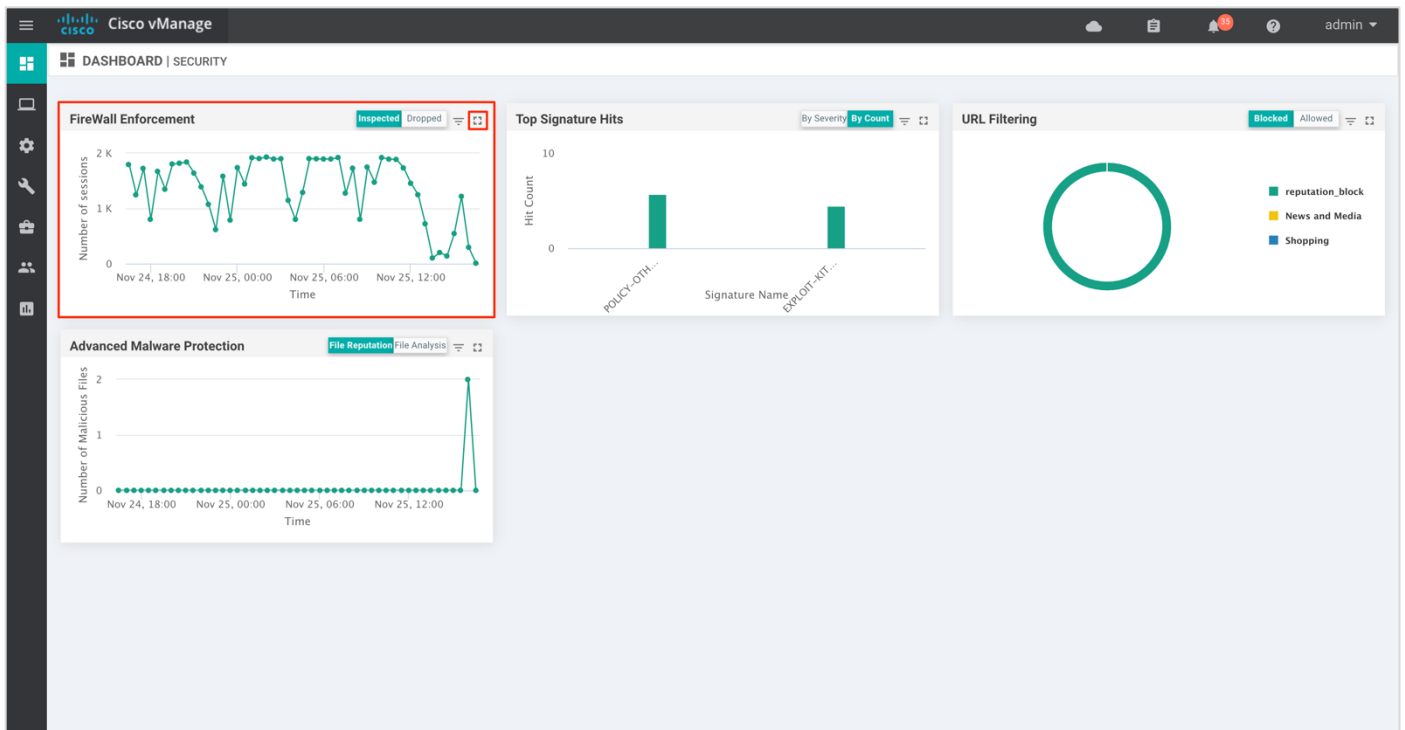 cisco Cisco vManage 35 admin
DASHBOARD | SECURITY
FireWall Enforcement Inspected Dropped
2 K
1 K
0
Number of sessions
Nov 24, 18:00 Nov 25, 00:00 Nov 25, 06:00 Nov 25, 12:00
Time
Top Signature Hits By Severity By Count
10
0
Hit Count
POLICY-OTH...
EXPLOIT-KIT...
Signature Name
URL Filtering Blocked Allowed
reputation_block
News and Media
Shopping
Advanced Malware Protection File Reputation File Analysis
2
1
0
Number of Malicious Files
Nov 24, 18:00 Nov 25, 00:00 Nov 25, 06:00 Nov 25, 12:00
Time